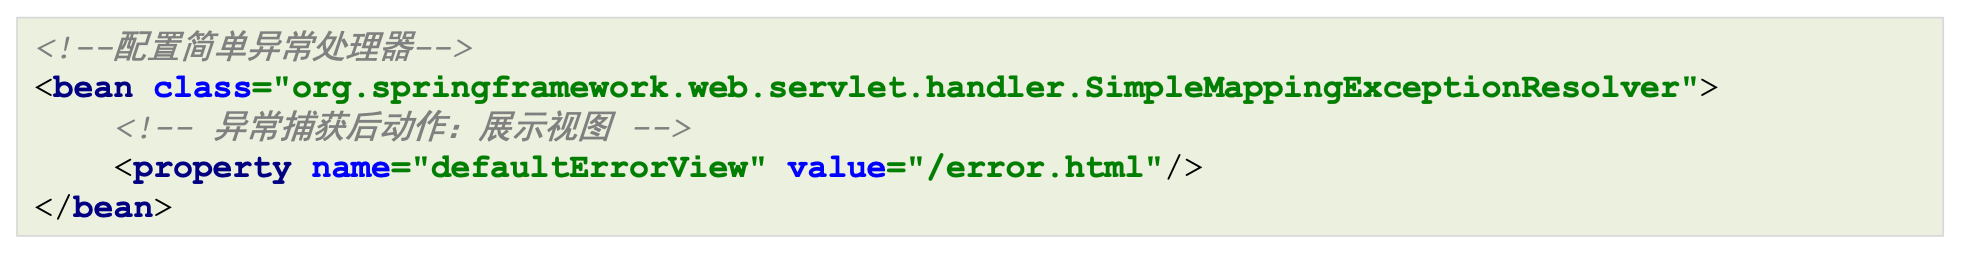 <!--配置简单异常处理器-->
<bean class="org.springframework.web.servlet.handler.SimpleMappingExceptionResolver">
    <!-- 异常捕获后动作：展示视图 -->
    <property name="defaultErrorView" value="/error.html"/>
</bean>